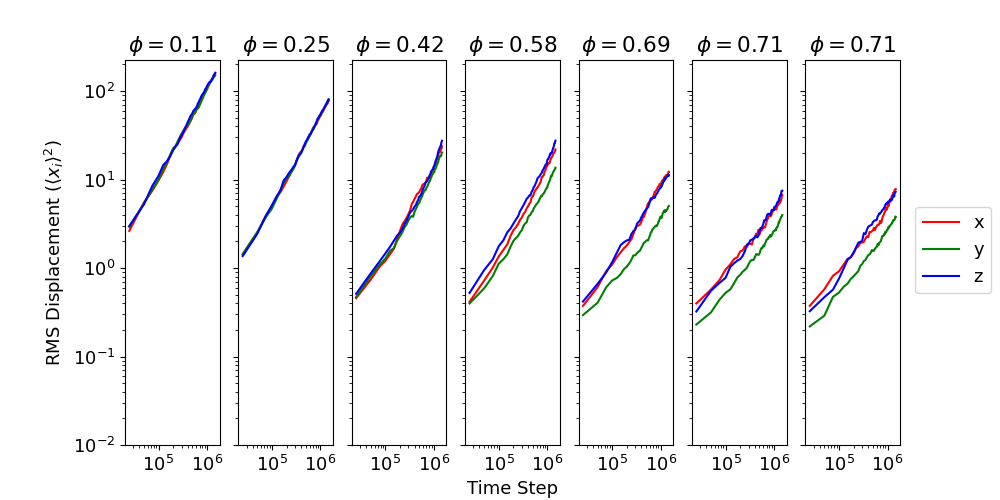 ϕ = 0.11 ϕ = 0.25 ϕ = 0.42 ϕ = 0.58 ϕ = 0.69 ϕ = 0.71 ϕ = 0.71
RMS Displacement (⟨xᵢ⟩²)
10²
10¹
10⁰
10⁻¹
10⁻²
10⁵ 10⁶ 10⁵ 10⁶ 10⁵ 10⁶ 10⁵ 10⁶ 10⁵ 10⁶ 10⁵ 10⁶ 10⁵ 10⁶
Time Step
x
y
z